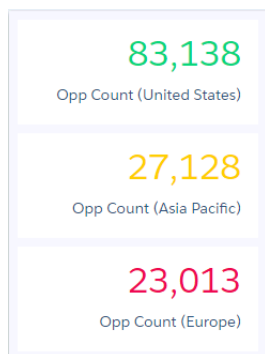 83,138
Opp Count (United States)
27,128
Opp Count (Asia Pacific)
23,013
Opp Count (Europe)